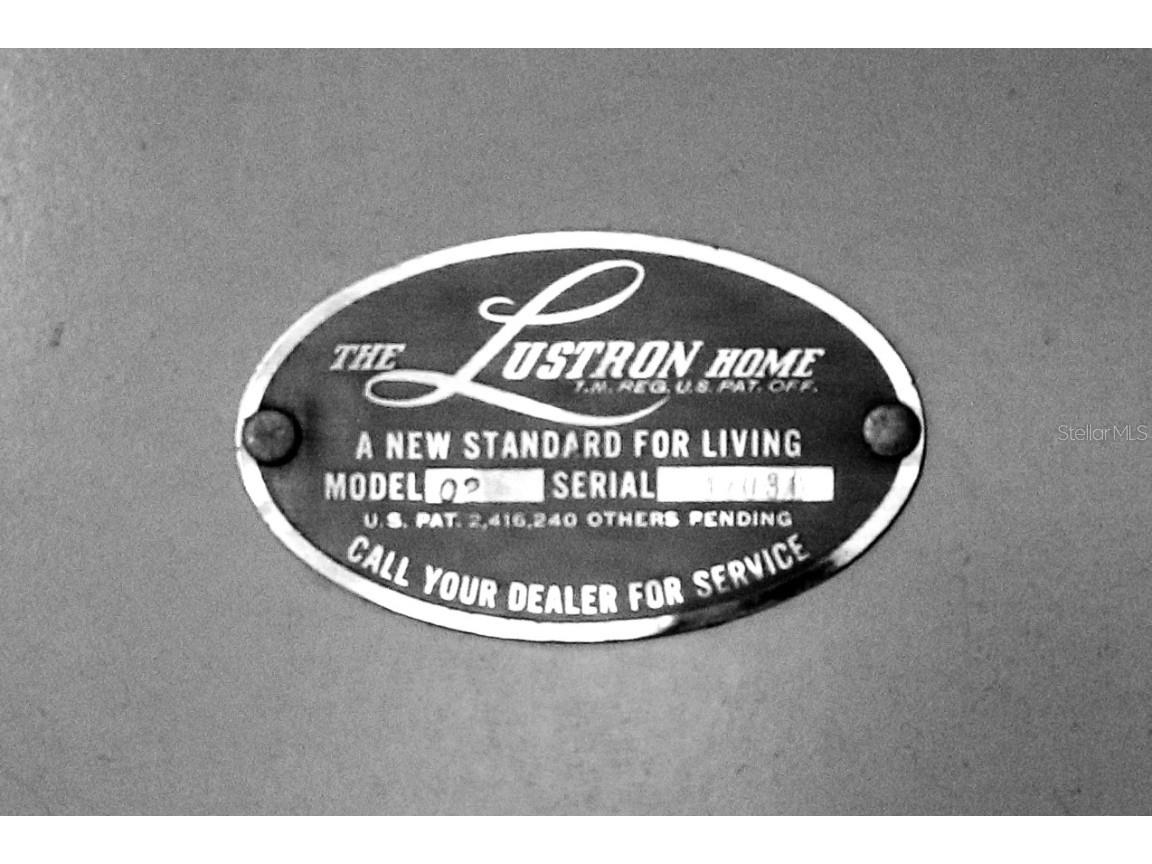 THE LUSTRON HOME
T.M. REG. U.S. PAT. OFF.
A NEW STANDARD FOR LIVING
MODEL 02 SERIAL
U.S. PAT. 2,416,240 OTHERS PENDING
CALL YOUR DEALER FOR SERVICE
StellarMLS